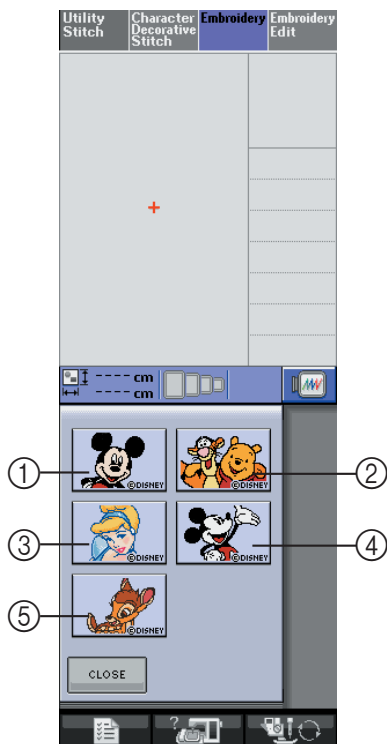 Utility
Stitch
Character
Decorative
Stitch
Embroidery
Embroidery
Edit
---- cm
---- cm
©DISNEY
©DISNEY
①
②
©DISNEY
©DISNEY
③
④
©DISNEY
⑤
CLOSE
?